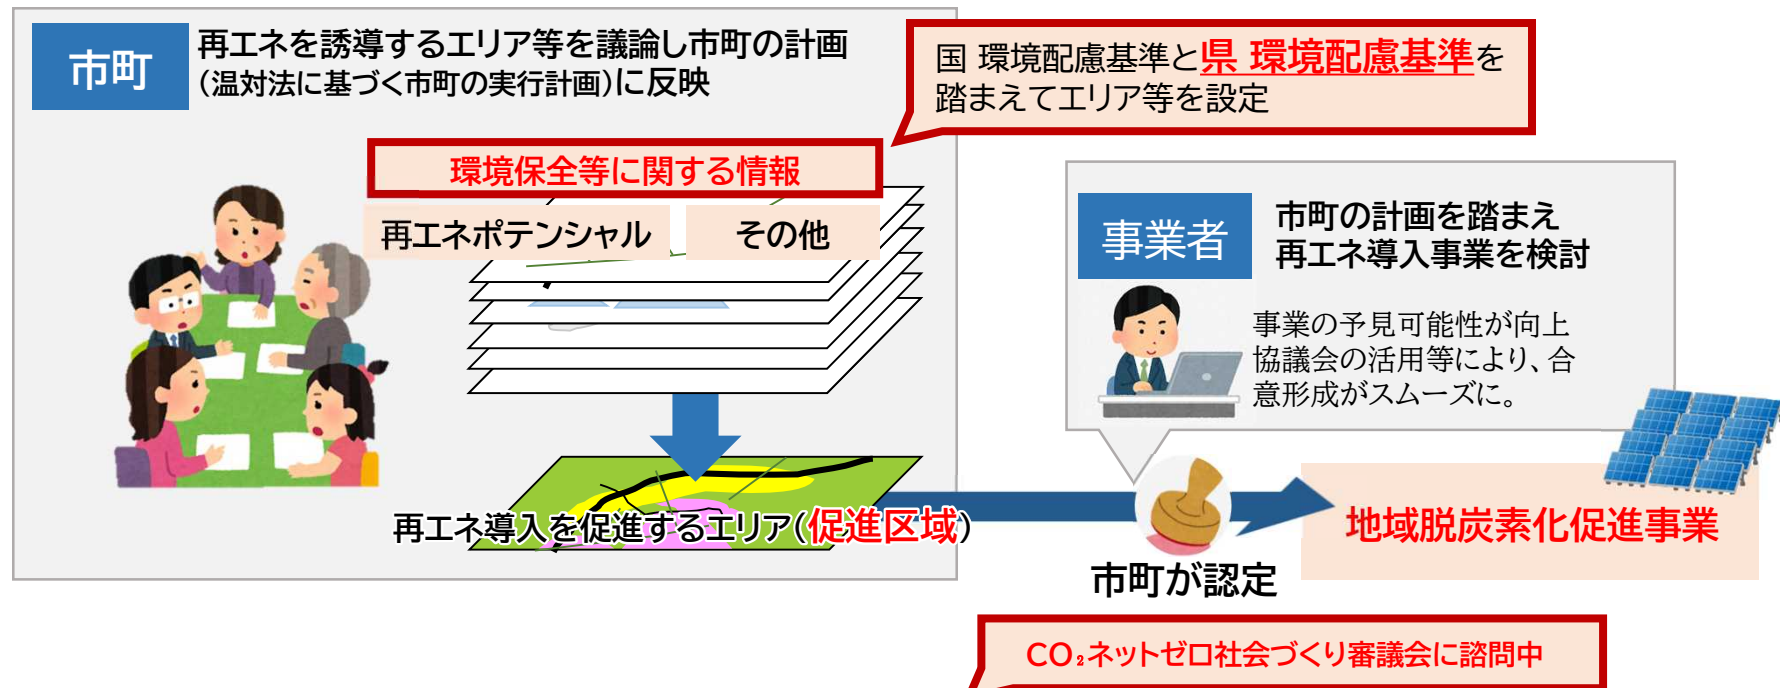 市町
再エネを誘導するエリア等を議論し市町の計画
（温対法に基づく市町の実行計画）に反映
国 環境配慮基準と県 環境配慮基準を
踏まえてエリア等を設定
環境保全等に関する情報
再エネポテンシャル
その他
事業者
市町の計画を踏まえ
再エネ導入事業を検討
事業の予見可能性が向上
協議会の活用等により、合
意形成がスムーズに。
再エネ導入を促進するエリア（促進区域）
市町が認定
地域脱炭素化促進事業
CO₂ネットゼロ社会づくり審議会に諮問中